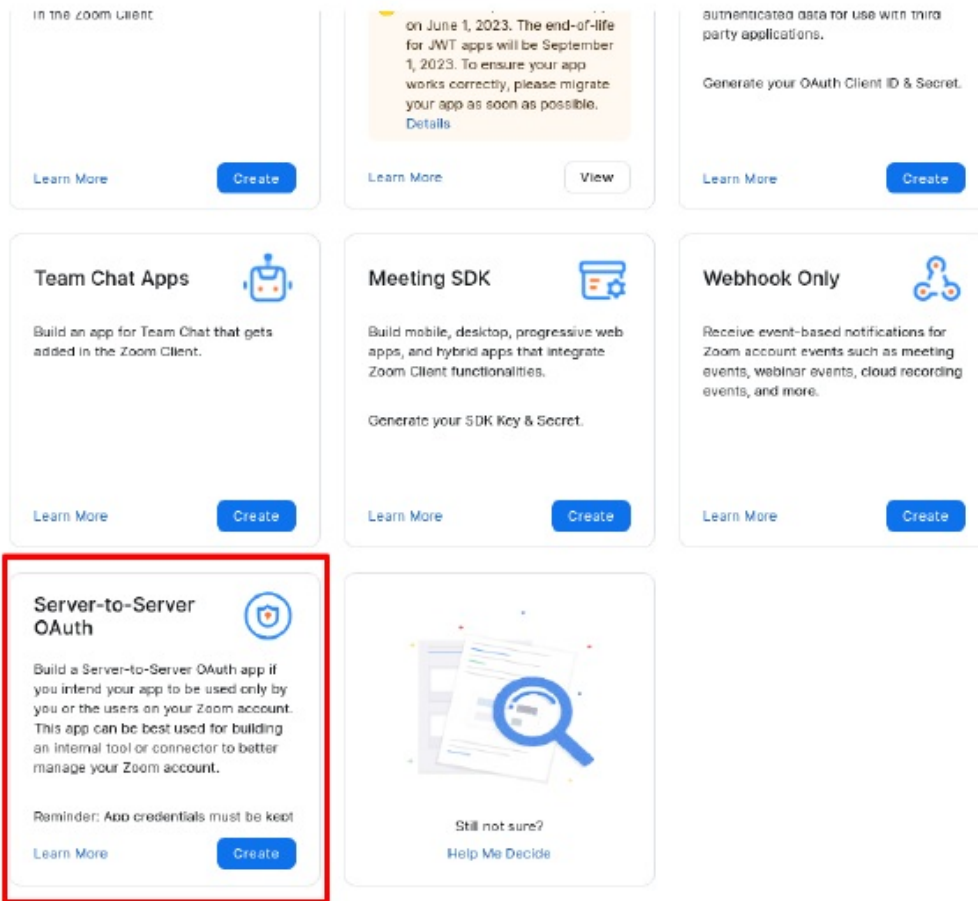 in the Zoom Client
Learn More
Create
on June 1, 2023. The end-of-life
for JWT apps will be September
1, 2023. To ensure your app
works correctly, please migrate
your app as soon as possible.
Details
Learn More
View
authenticated data for use with third
party applications.
Generate your OAuth Client ID & Secret.
Learn More
Create
Team Chat Apps
Build an app for Team Chat that gets
added in the Zoom Client.
Learn More
Create
Meeting SDK
Build mobile, desktop, progressive web
apps, and hybrid apps that integrate
Zoom Client functionalities.
Generate your SDK Key & Secret.
Learn More
Create
Webhook Only
Receive event-based notifications for
Zoom account events such as meeting
events, webinar events, cloud recording
events, and more.
Learn More
Create
Server-to-Server
OAuth
Build a Server-to-Server OAuth app if
you intend your app to be used only by
you or the users on your Zoom account.
This app can be best used for building
an internal tool or connector to better
manage your Zoom account.
Reminder: App credentials must be kept
Learn More
Create
Still not sure?
Help Me Decide